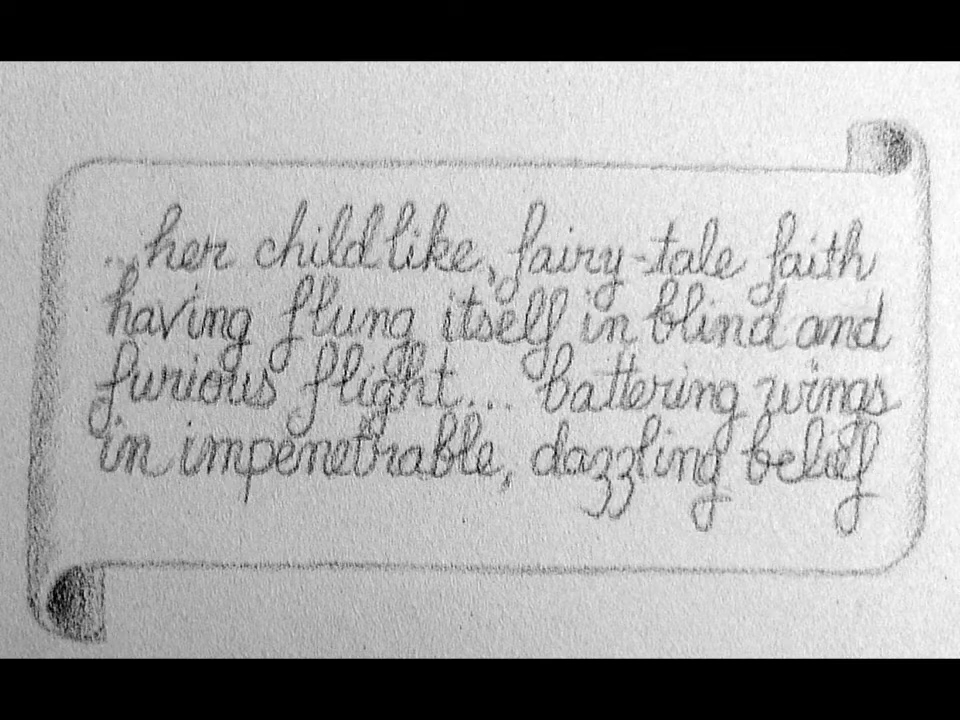 ...her childlike, fairy-tale faith
having flung itself in blind and
furious flight... battering wings
in impenetrable, dazzling belief